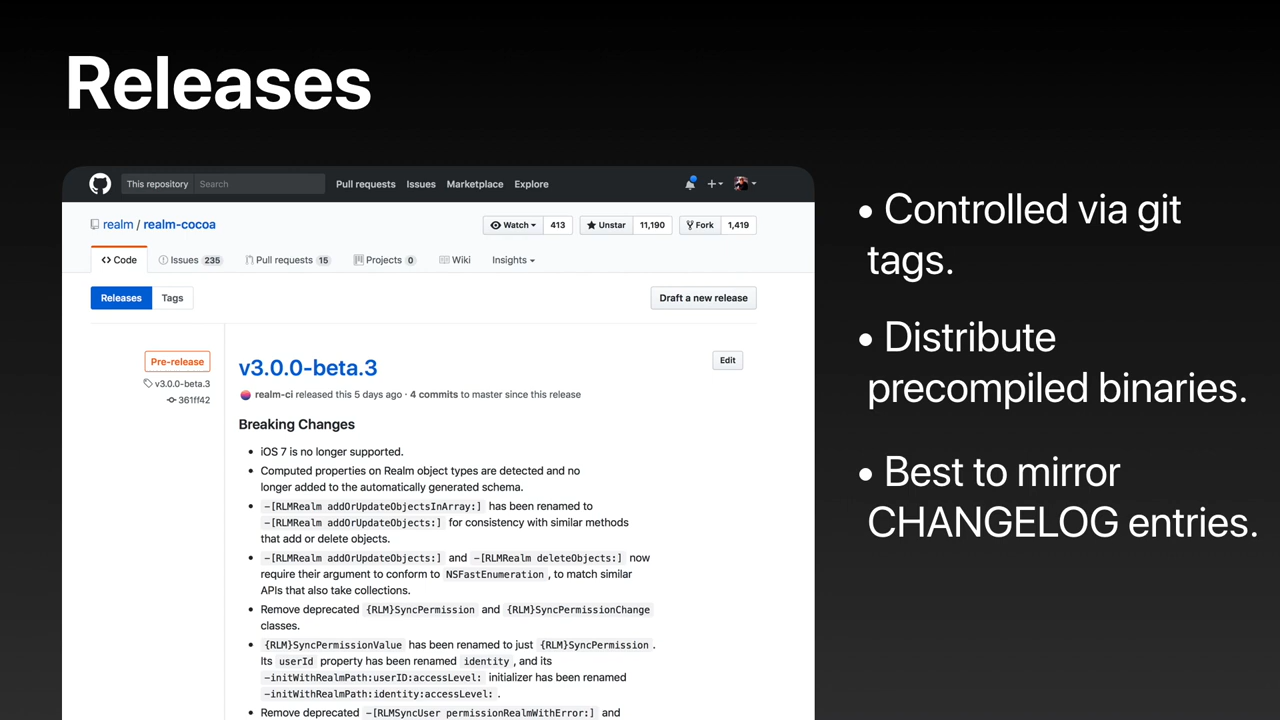 Releases
This repository Search Pull requests Issues Marketplace Explore
realm / realm-cocoa
Watch 413 Unstar 11,190 Fork 1,419
Code Issues 235 Pull requests 15 Projects 0 Wiki Insights
Releases Tags Draft a new release
Pre-release
v3.0.0-beta.3
361ff42
v3.0.0-beta.3 Edit
realm-ci released this 5 days ago · 4 commits to master since this release
Breaking Changes
• iOS 7 is no longer supported.
• Computed properties on Realm object types are detected and no
longer added to the automatically generated schema.
• -[RLMRealm addOrUpdateObjectsInArray:] has been renamed to
-[RLMRealm addOrUpdateObjects:] for consistency with similar methods
that add or delete objects.
• -[RLMRealm addOrUpdateObjects:] and -[RLMRealm deleteObjects:] now
require their argument to conform to NSFastEnumeration, to match similar
APIs that also take collections.
• Remove deprecated {RLM}SyncPermission and {RLM}SyncPermissionChange
classes.
• {RLM}SyncPermissionValue has been renamed to just {RLM}SyncPermission.
Its userId property has been renamed identity, and its
-initWithRealmPath:userID:accessLevel: initializer has been renamed
-initWithRealmPath:identity:accessLevel:.
• Remove deprecated -[RLMSyncUser permissionRealmWithError:] and
• Controlled via git
tags.
• Distribute
precompiled binaries.
• Best to mirror
CHANGELOG entries.